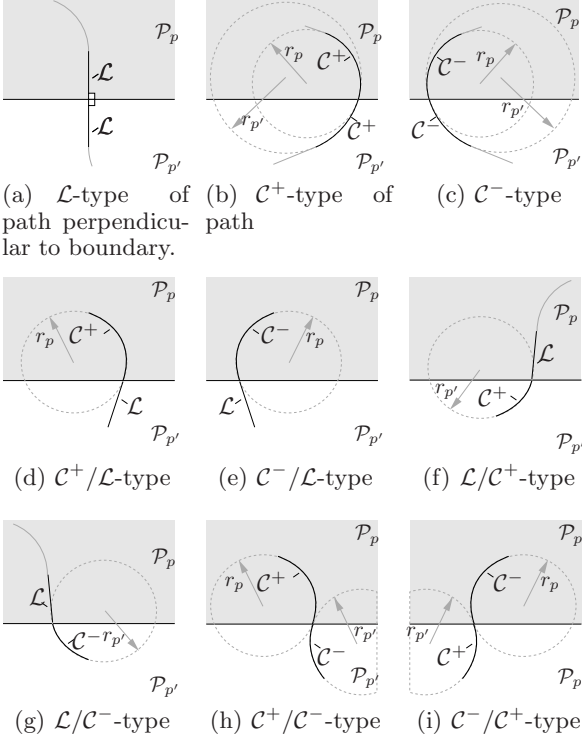 𝒫p
ℒ
ℒ
𝒫p′
(a) ℒ-type of
path perpendicu-
lar to boundary.
𝒫p
rp
𝒞+
rp′
𝒞+
𝒫p′
(b) 𝒞+-type of
path
𝒫p
𝒞−
rp
rp′
𝒞−
𝒫p′
(c) 𝒞−-type
𝒫p
rp
𝒞+
ℒ
𝒫p′
(d) 𝒞+/ℒ-type
𝒫p
𝒞−
rp
ℒ
𝒫p′
(e) 𝒞−/ℒ-type
𝒫p
ℒ
rp′
𝒞+
𝒫p′
(f) ℒ/𝒞+-type
𝒫p
ℒ
𝒞−
rp′
𝒫p′
(g) ℒ/𝒞−-type
𝒫p
rp
𝒞+
rp′
𝒞−
𝒫p′
(h) 𝒞+/𝒞−-type
𝒫p
𝒞−
rp
rp′
𝒞+
𝒫p
(i) 𝒞−/𝒞+-type